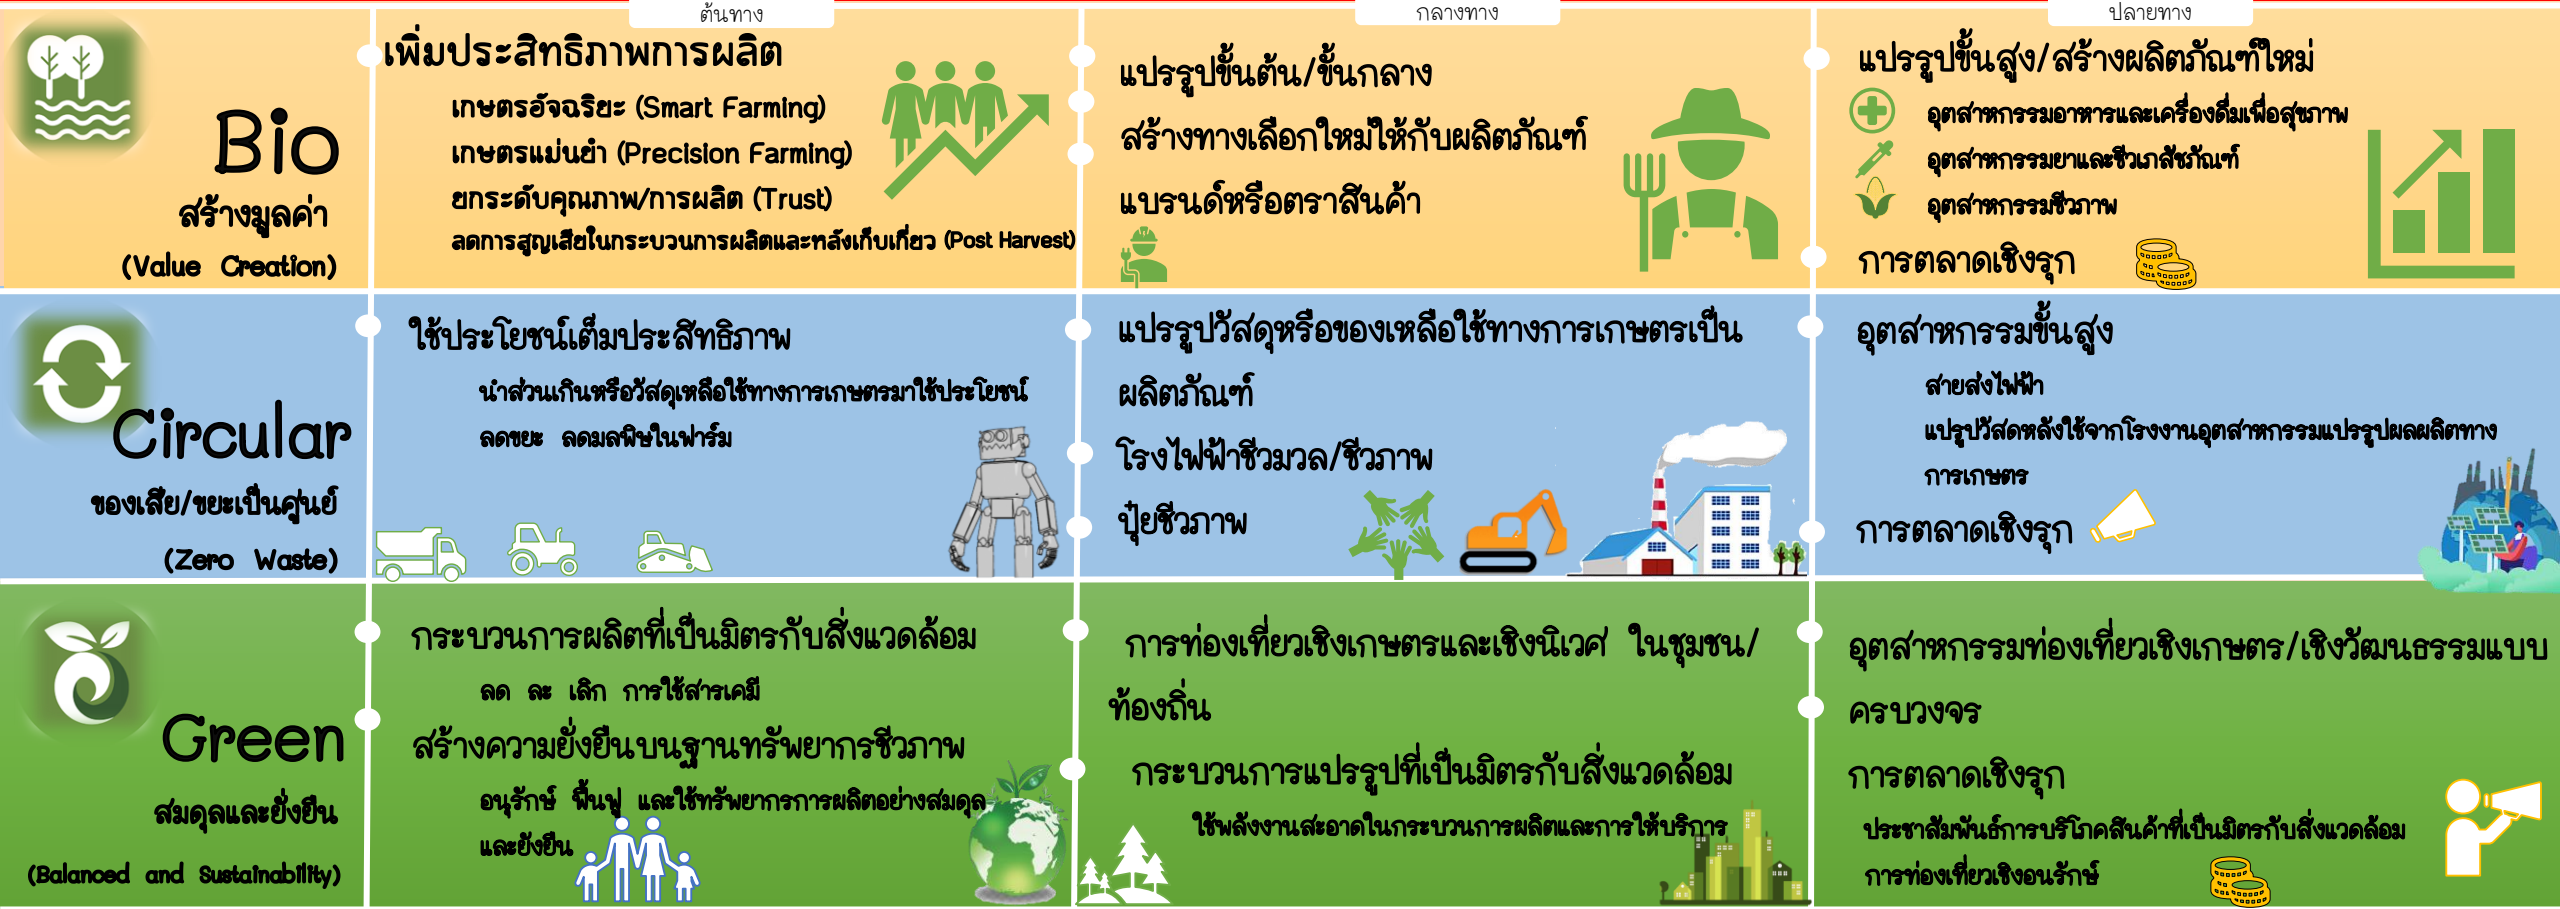 ต้นทาง
กลางทาง
ปลายทาง
Bio
สร้างมูลค่า
(Value Creation)
เพิ่มประสิทธิภาพการผลิต
เกษตรอัจฉริยะ (Smart Farming)
เกษตรแม่นยำ (Precision Farming)
ยกระดับคุณภาพ/การผลิต (Trust)
ลดการสูญเสียในกระบวนการผลิตและหลังเก็บเกี่ยว (Post Harvest)
แปรรูปขั้นต้น/ขั้นกลาง
สร้างทางเลือกใหม่ให้กับผลิตภัณฑ์
แบรนด์หรือตราสินค้า
แปรรูปขั้นสูง/สร้างผลิตภัณฑ์ใหม่
อุตสาหกรรมอาหารและเครื่องดื่มเพื่อสุขภาพ
อุตสาหกรรมยาและชีวเภสัชภัณฑ์
อุตสาหกรรมชีวภาพ
การตลาดเชิงรุก
Circular
ของเสีย/ขยะเป็นศูนย์
(Zero Waste)
ใช้ประโยชน์เต็มประสิทธิภาพ
นำส่วนเกินหรือวัสดุเหลือใช้ทางการเกษตรมาใช้ประโยชน์
ลดขยะ ลดมลพิษในฟาร์ม
แปรรูปวัสดุหรือของเหลือใช้ทางการเกษตรเป็น
ผลิตภัณฑ์
โรงไฟฟ้าชีวมวล/ชีวภาพ
ปุ๋ยชีวภาพ
อุตสาหกรรมขั้นสูง
สายส่งไฟฟ้า
แปรูปวัสดหลังใช้จากโรงงานอุตสาหกรรมแปรรูปผลผลิตทาง
การเกษตร
การตลาดเชิงรุก
Green
สมดุลและยั่งยืน
(Balanced and Sustainability)
กระบวนการผลิตที่เป็นมิตรกับสิ่งแวดล้อม
ลด ละ เลิก การใช้สารเคมี
สร้างความยั่งยืนบนฐานทรัพยากรชีวภาพ
อนุรักษ์ ฟื้นฟู และใช้ทรัพยากรการผลิตอย่างสมดุล
และยั่งยืน
การท่องเที่ยวเชิงเกษตรและเชิงนิเวศ ในชุมชน/
ท้องถิ่น
กระบวนการแปรรูปที่เป็นมิตรกับสิ่งแวดล้อม
ใช้พลังงานสะอาดในกระบวนการผลิตและการให้บริการ
อุตสาหกรรมท่องเที่ยวเชิงเกษตร/เชิงวัฒนธรรมแบบ
ครบวงจร
การตลาดเชิงรุก
ประชาสัมพันธ์การบริโภคสินค้าที่เป็นมิตรกับสิ่งแวดล้อม
การท่องเที่ยวเชิงอนรักษ์